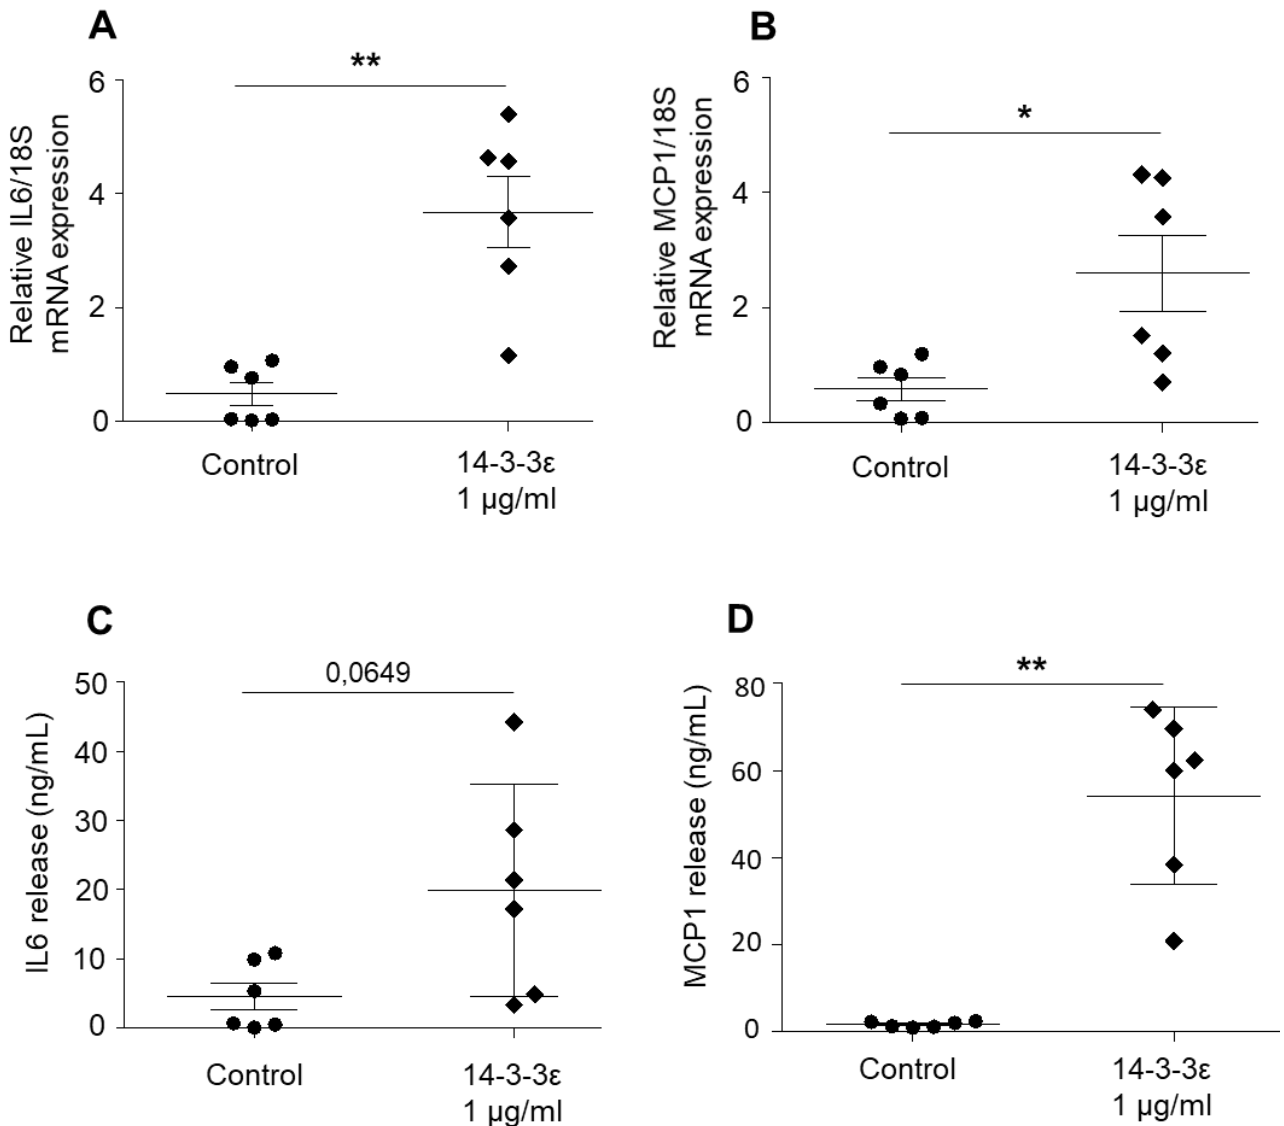 A
**
Relative IL6/18S
mRNA expression
6
4
2
0
Control
14-3-3ε
1 µg/ml
B
*
Relative MCP1/18S
mRNA expression
6
4
2
0
Control
14-3-3ε
1 µg/ml
C
0,0649
IL6 release (ng/mL)
50
40
30
20
10
0
Control
14-3-3ε
1 µg/ml
D
**
MCP1 release (ng/mL)
80
60
40
20
0
Control
14-3-3ε
1 µg/ml